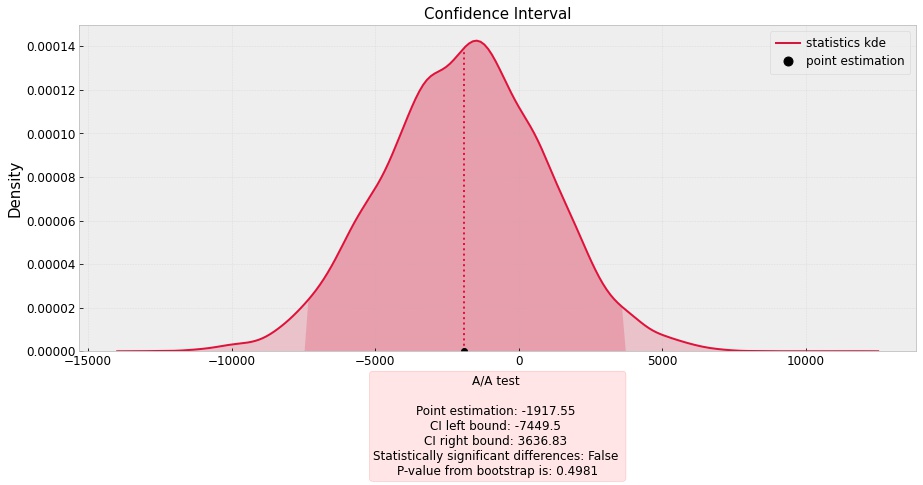 Confidence Interval
statistics kde
point estimation
Density
0.00014
0.00012
0.00010
0.00008
0.00006
0.00004
0.00002
0.00000
−15000
−10000
−5000
0
5000
10000
A/A test
Point estimation: -1917.55
CI left bound: -7449.5
CI right bound: 3636.83
Statistically significant differences: False
P-value from bootstrap is: 0.4981